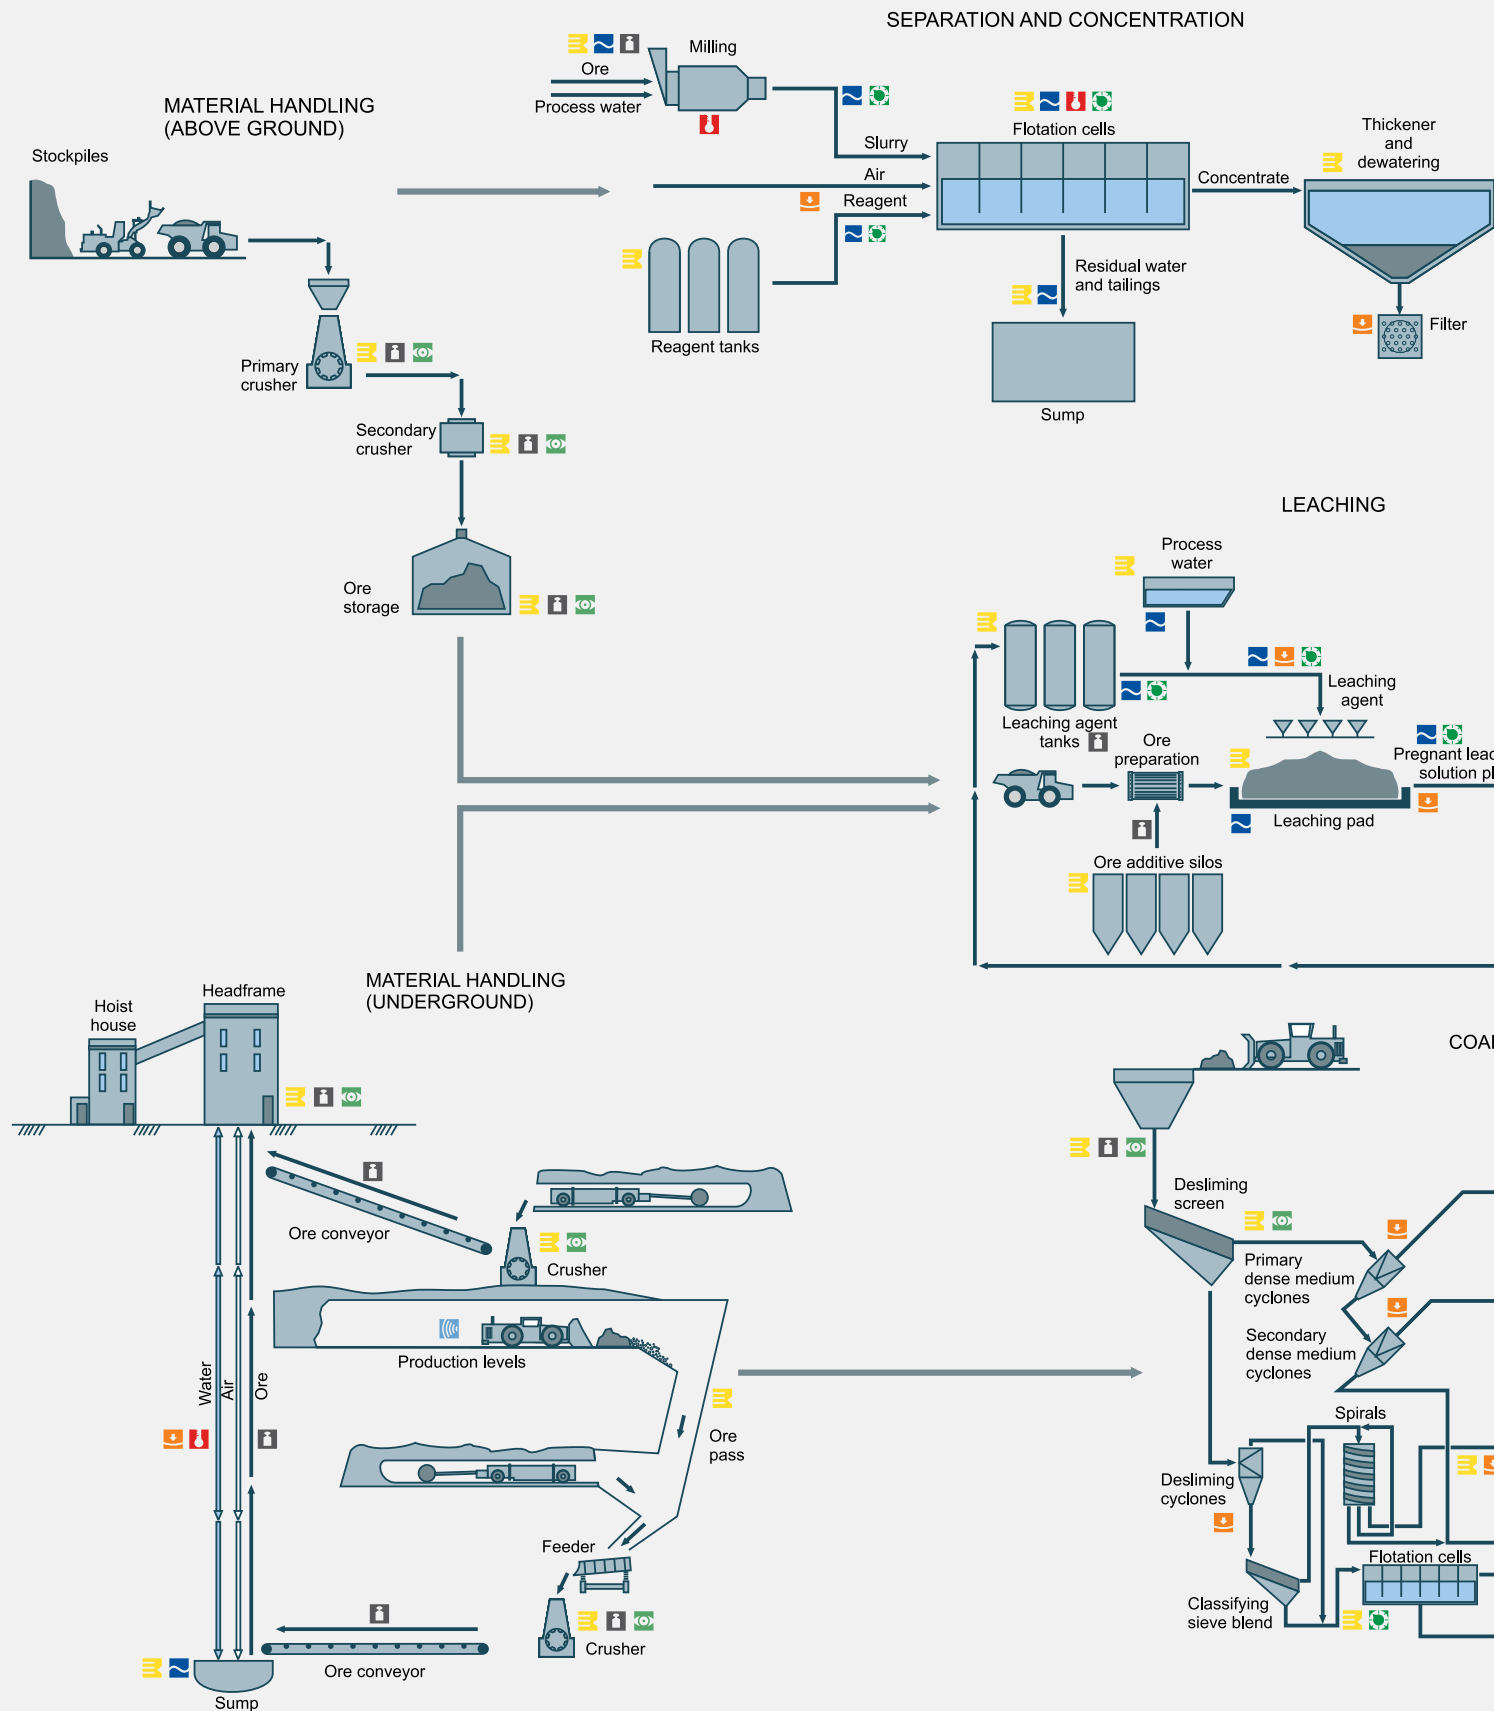 SEPARATION AND CONCENTRATION
Milling
Ore
Process water
MATERIAL HANDLING
(ABOVE GROUND)
Stockpiles
Slurry
Air
Reagent
Flotation cells
Concentrate
Thickener
and
dewatering
Residual water
and tailings
Reagent tanks
Sump
Filter
Primary
crusher
Secondary
crusher
Ore
storage
LEACHING
Process
water
Leaching agent
tanks
Leaching
agent
Ore
preparation
Pregnant leac
solution pl
Leaching pad
Ore additive silos
MATERIAL HANDLING
(UNDERGROUND)
Headframe
Hoist
house
Ore conveyor
Crusher
Production levels
Water
Air
Ore
Ore
pass
Feeder
Crusher
Ore conveyor
Sump
COA
Desliming
screen
Primary
dense medium
cyclones
Secondary
dense medium
cyclones
Spirals
Desliming
cyclones
Flotation cells
Classifying
sieve blend